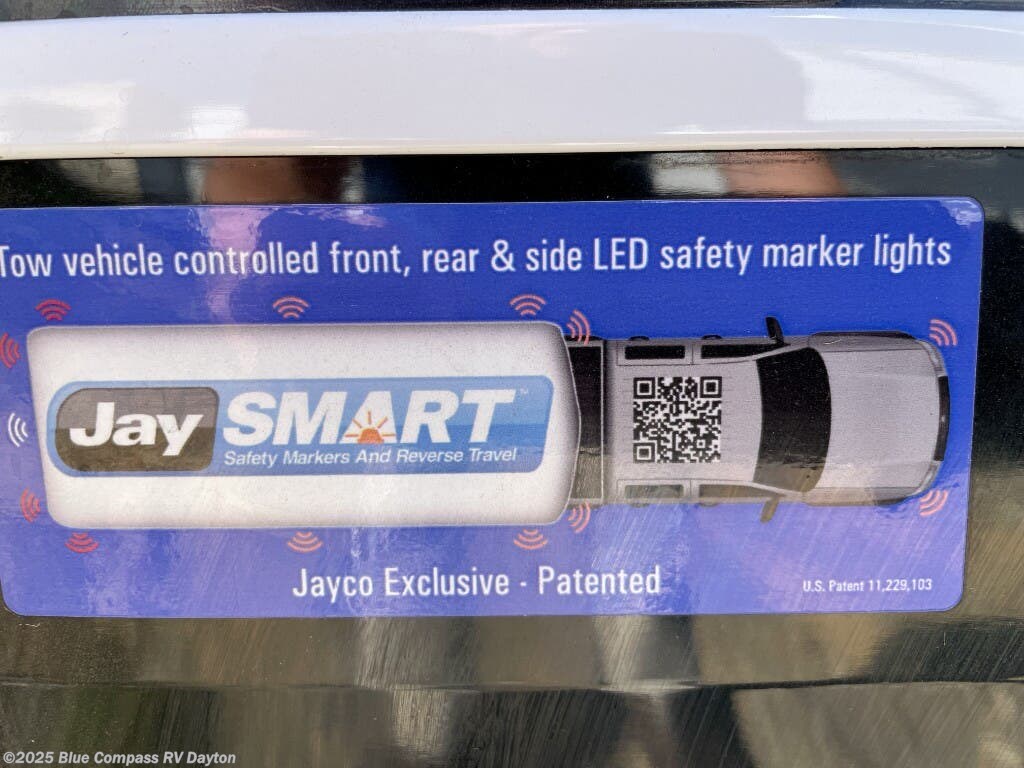 Tow vehicle controlled front, rear & side LED safety marker lights
Jay SMART™
Safety Markers And Reverse Travel
Jayco Exclusive - Patented
U.S. Patent 11,229,103
©2025 Blue Compass RV Dayton